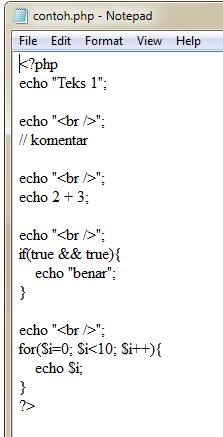 contoh.php - Notepad
File Edit Format View Help
<?php
echo "Teks 1";

echo "<br />";
// komentar

echo "<br />";
echo 2 + 3;

echo "<br />";
if(true && true){
    echo "benar";
}

echo "<br />";
for($i=0; $i<10; $i++){
    echo $i;
}
?>